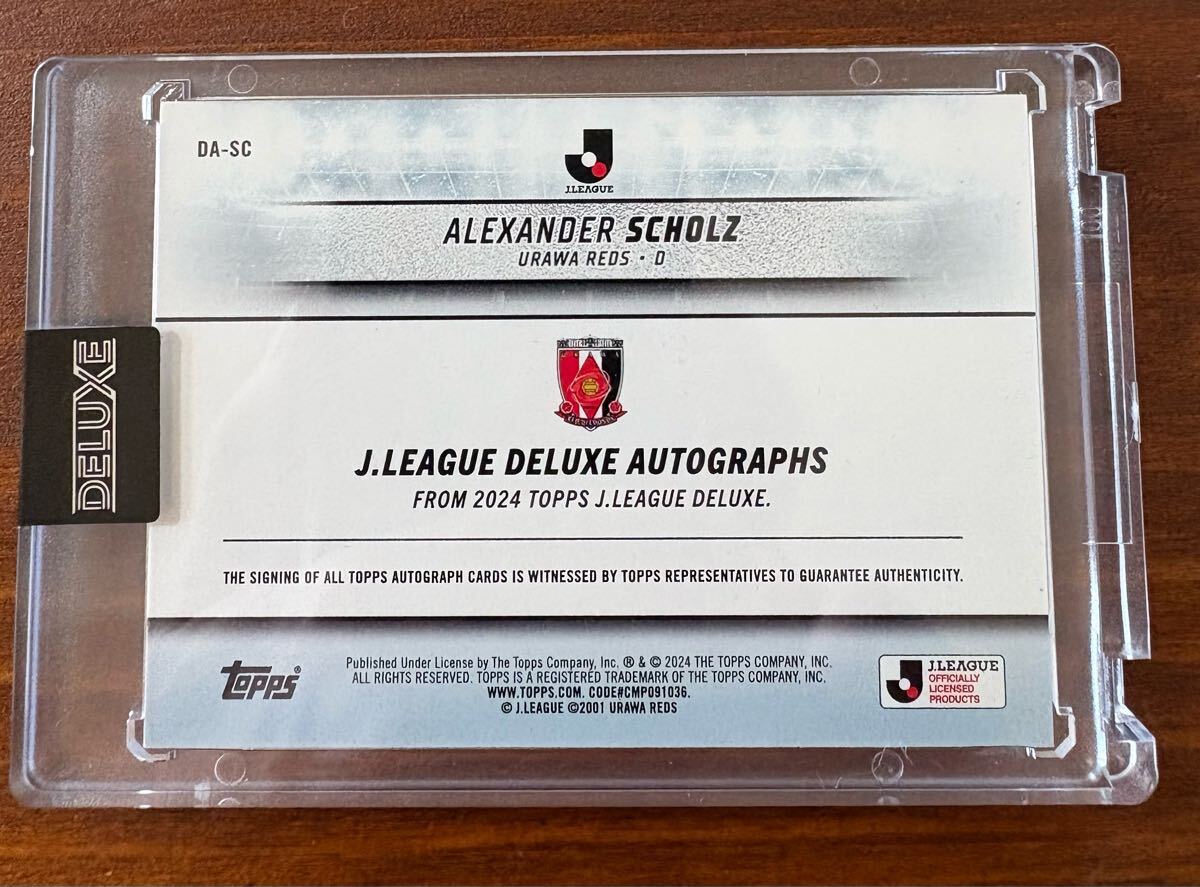 DA-SC
J.LEAGUE
ALEXANDER SCHOLZ
URAWA REDS • D
DELUXE
J.LEAGUE DELUXE AUTOGRAPHS
FROM 2024 TOPPS J.LEAGUE DELUXE.
THE SIGNING OF ALL TOPPS AUTOGRAPH CARDS IS WITNESSED BY TOPPS REPRESENTATIVES TO GUARANTEE AUTHENTICITY.
topps®
Published Under License by The Topps Company, Inc. ® & © 2024 THE TOPPS COMPANY, INC.
ALL RIGHTS RESERVED. TOPPS IS A REGISTERED TRADEMARK OF THE TOPPS COMPANY, INC.
WWW.TOPPS.COM. CODE#CMP091036.
© J.LEAGUE ©2001 URAWA REDS
J.LEAGUE
OFFICIALLY
LICENSED
PRODUCTS